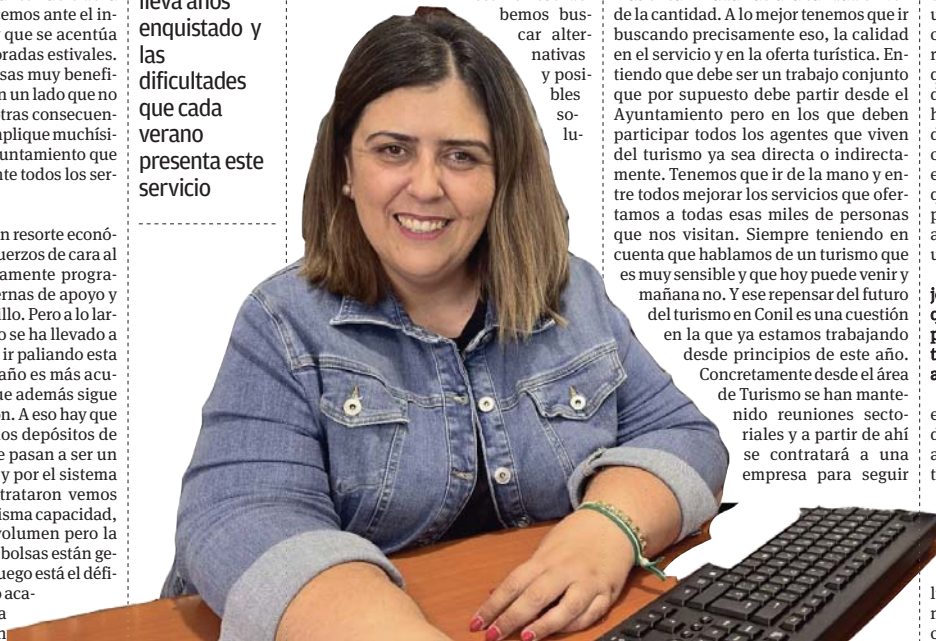 emos ante el in-
que se acentúa
oradas estivales.
sas muy benefi-
n un lado que no
tras consecuen-
mplique muchísi-
untamiento que
nte todos los ser-
n resorte econó-
uerzos de cara al
amente progra-
ernas de apoyo y
illo. Pero a lo lar-
o se ha llevado a
ir paliando esta
año es más acu-
ue además sigue
ón. A eso hay que
los depósitos de
e pasan a ser un
y por el sistema
trataron vemos
isma capacidad,
volumen pero la
bolsas están ge-
uego está el défi-
aca-
a
lleva años
enquistado y
las
dificultades
que cada
verano
presenta este
servicio
bemos bus-
car alter-
nativas
y posi-
bles
so-
lu-
de la cantidad. A lo mejor tenemos que ir
buscando precisamente eso, la calidad
en el servicio y en la oferta turística. En-
tiendo que debe ser un trabajo conjunto
que por supuesto debe partir desde el
Ayuntamiento pero en los que deben
participar todos los agentes que viven
del turismo ya sea directa o indirecta-
mente. Tenemos que ir de la mano y en-
tre todos mejorar los servicios que ofer-
tamos a todas esas miles de personas
que nos visitan. Siempre teniendo en
cuenta que hablamos de un turismo que
es muy sensible y que hoy puede venir y
mañana no. Y ese repensar del futuro
del turismo en Conil es una cuestión
en la que ya estamos trabajando
desde principios de este año.
Concretamente desde el área
de Turismo se han mante-
nido reuniones secto-
riales y a partir de ahí
se contratará a una
empresa para seguir